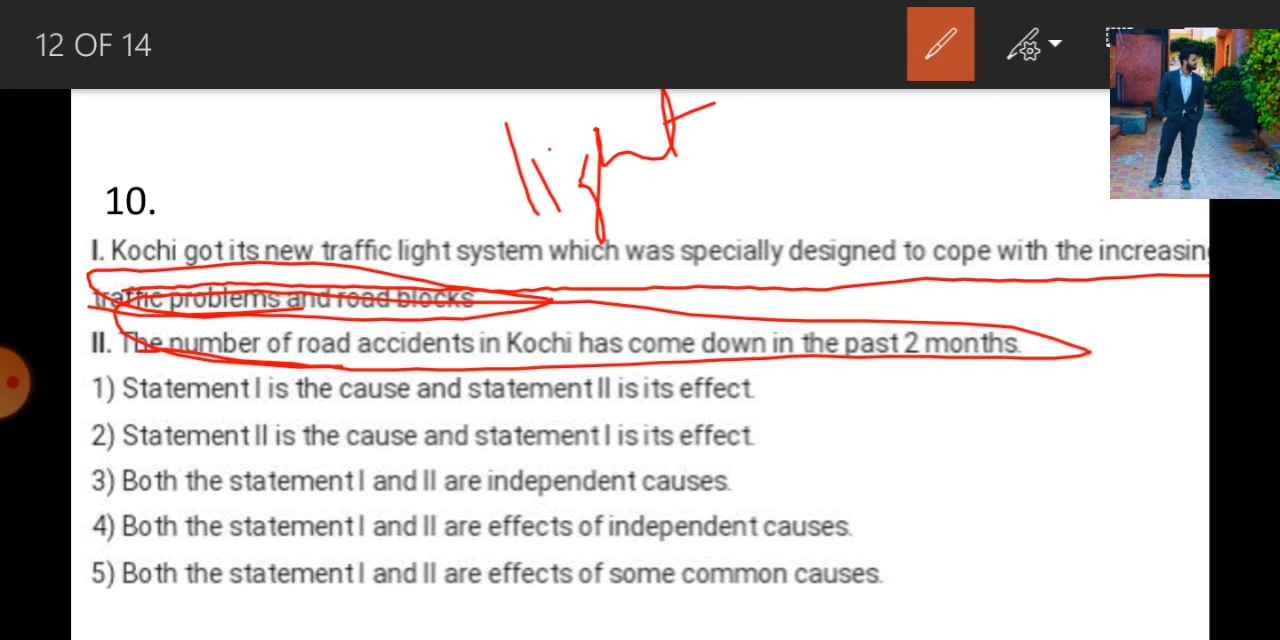 12 OF 14
light
10.
I. Kochi got its new traffic light system which was specially designed to cope with the increasin
traffic problems and road blocks
II. The number of road accidents in Kochi has come down in the past 2 months.
1) Statement I is the cause and statement II is its effect.
2) Statement II is the cause and statement I is its effect.
3) Both the statement I and II are independent causes.
4) Both the statement I and II are effects of independent causes.
5) Both the statement I and II are effects of some common causes.